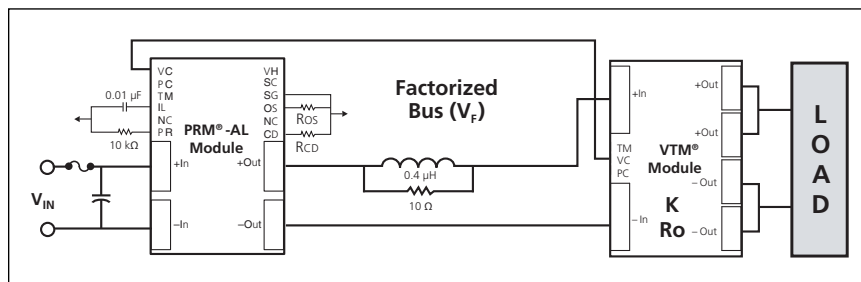 0.01 µF
10 kΩ
VIN
VC
PC
TM
IL
NC
PR
PRM® -AL
Module
+In
–In
VH
SC
SG
OS
NC
CD
+Out
–Out
ROS
RCD
Factorized
Bus (VF)
0.4 µH
10 Ω
+In
TM
VC
PC
– In
VTM®
Module
K
Ro
+Out
+Out
– Out
– Out
L
O
A
D